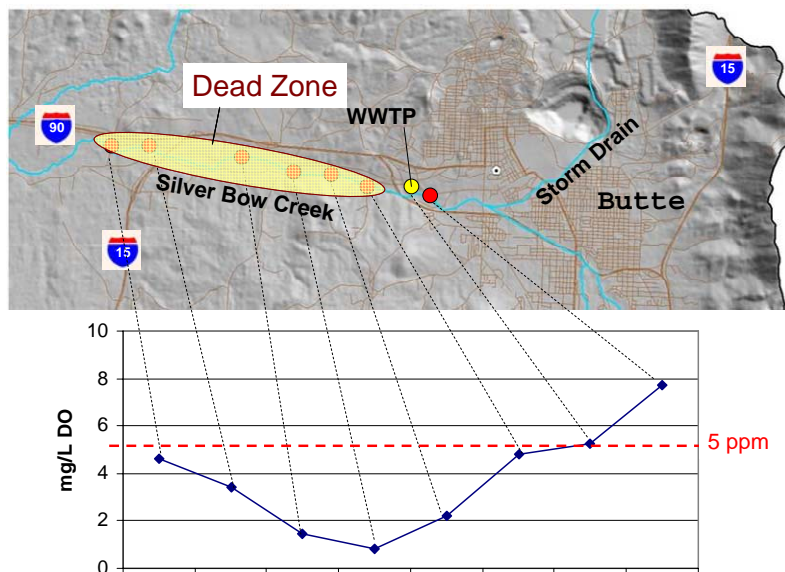 Dead Zone
15
90
WWTP
Storm Drain
Silver Bow Creek
Butte
15
10
8
6
4
2
0
mg/L DO
5 ppm